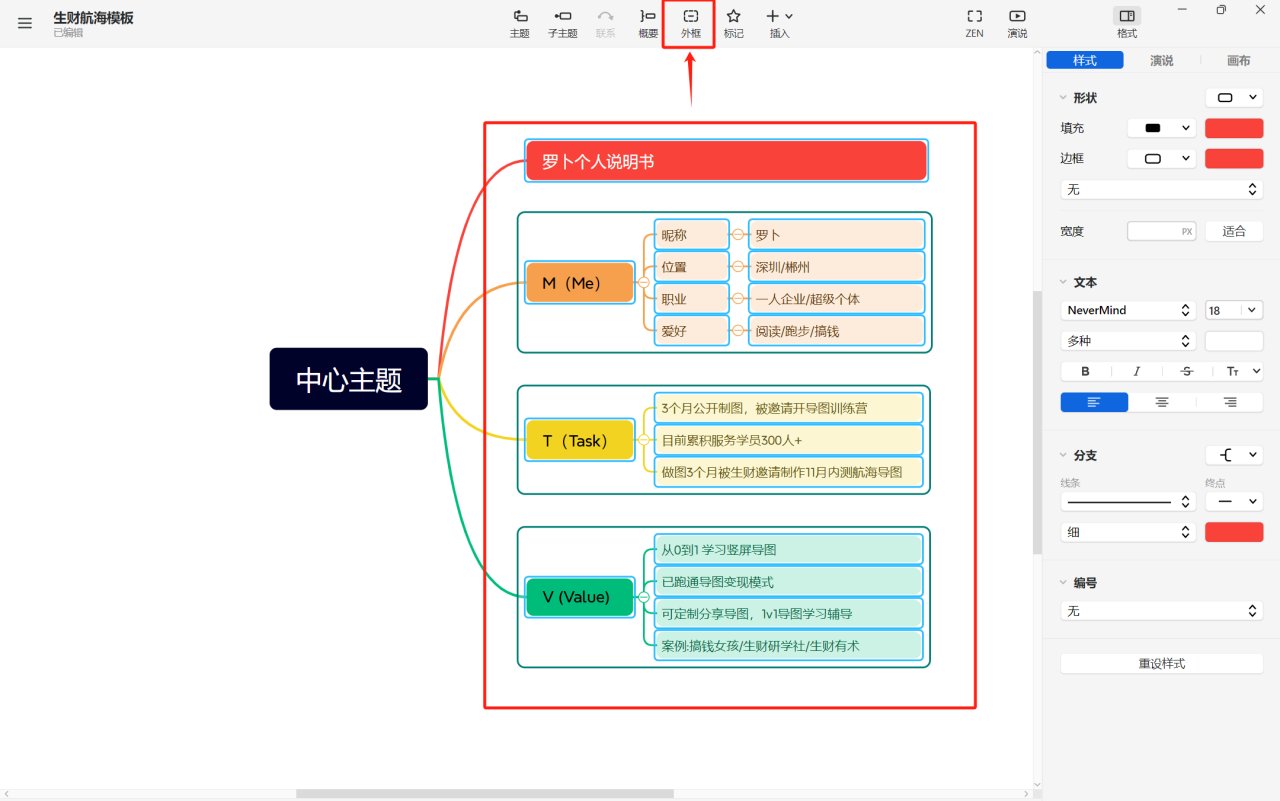 生财航海模板
已编辑
主题
子主题
联系
概要
外框
标记
插入
ZEN
演说
格式
样式
演说
画布
形状
填充
边框
无
宽度
PX
适合
文本
NeverMind
18
多种
B
I
S
Tт
分支
线条
终点
细
编号
无
重设样式
中心主题
罗卜个人说明书
M（Me）
昵称
罗卜
位置
深圳/郴州
职业
一人企业/超级个体
爱好
阅读/跑步/搞钱
T（Task）
3个月公开制图，被邀请开导图训练营
目前累积服务学员300人+
做图3个月被生财邀请制作11月内测航海导图
V (Value)
从0到1 学习竖屏导图
已跑通导图变现模式
可定制分享导图，1v1导图学习辅导
案例:搞钱女孩/生财研学社/生财有术